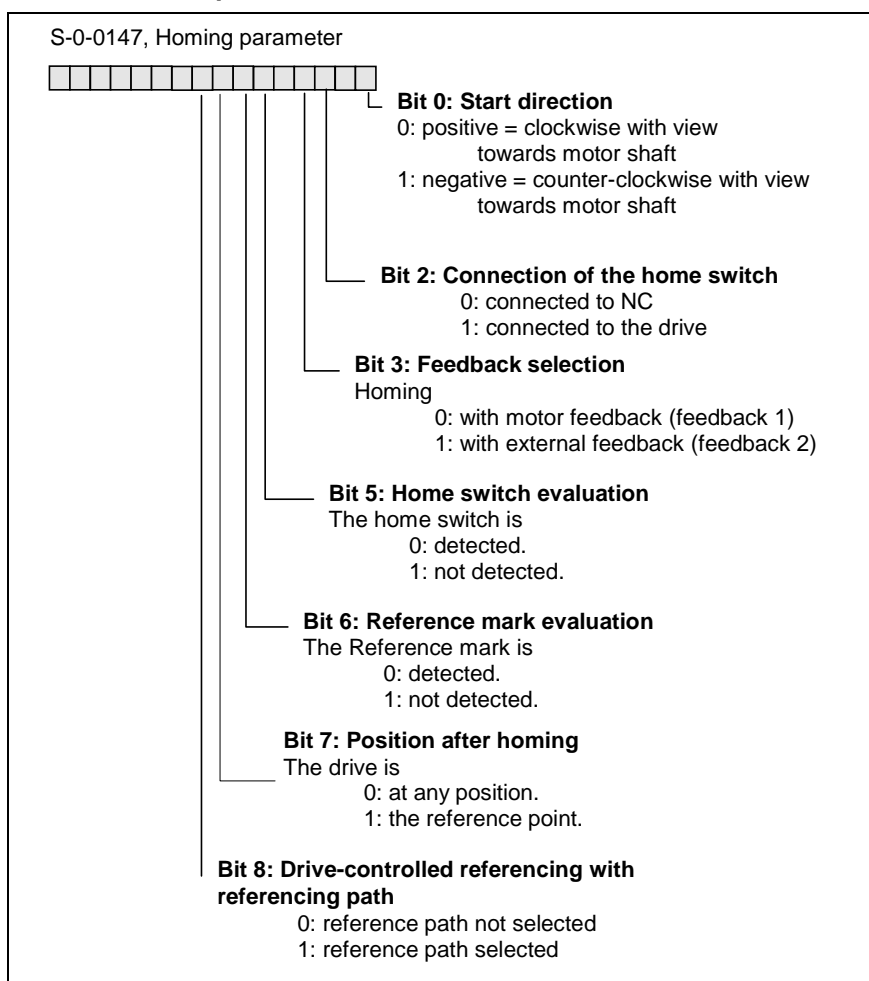 S-0-0147, Homing parameter
Bit 0: Start direction
0: positive = clockwise with view
towards motor shaft
1: negative = counter-clockwise with view
towards motor shaft
Bit 2: Connection of the home switch
0: connected to NC
1: connected to the drive
Bit 3: Feedback selection
Homing
0: with motor feedback (feedback 1)
1: with external feedback (feedback 2)
Bit 5: Home switch evaluation
The home switch is
0: detected.
1: not detected.
Bit 6: Reference mark evaluation
The Reference mark is
0: detected.
1: not detected.
Bit 7: Position after homing
The drive is
0: at any position.
1: the reference point.
Bit 8: Drive-controlled referencing with
referencing path
0: reference path not selected
1: reference path selected